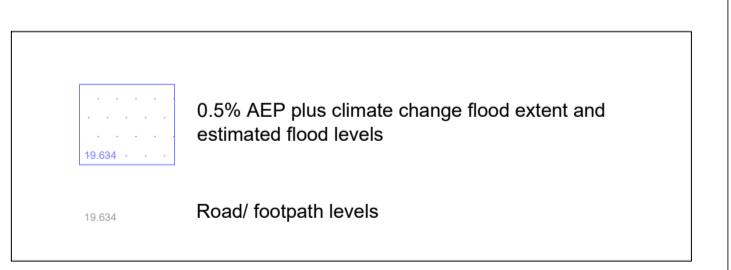 0.5% AEP plus climate change flood extent and
estimated flood levels
19.634
19.634
Road/ footpath levels